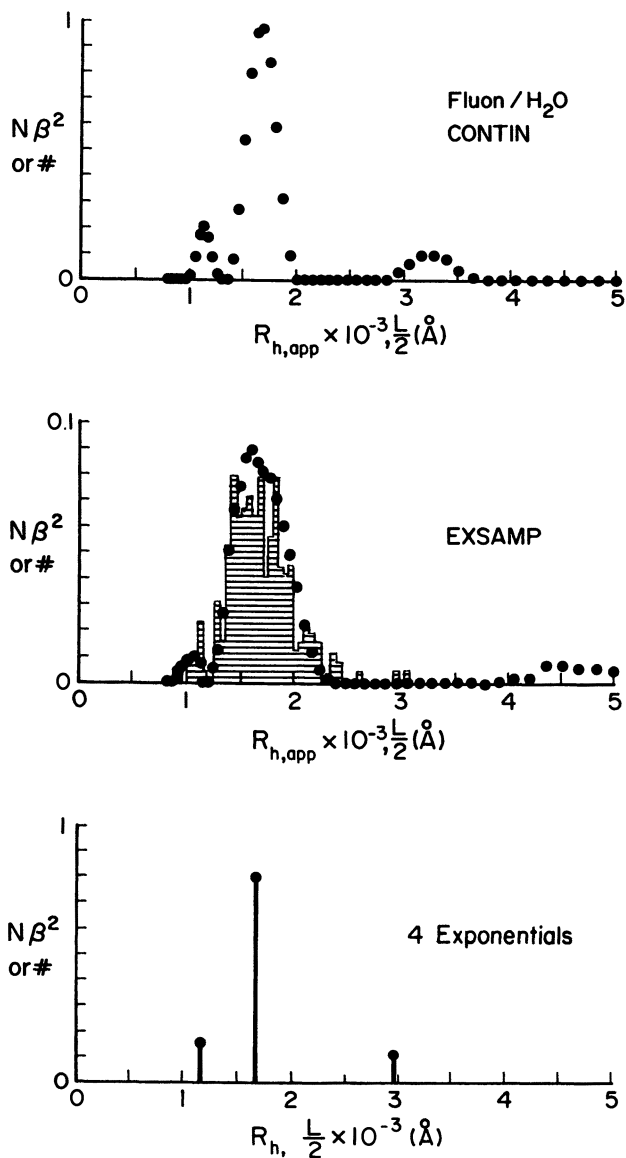 1
Fluon / H₂O
CONTIN
Nβ²
or #
0
0 1 2 3 4 5
R_h,app × 10⁻³, L/2 (Å)
0.1
EXSAMP
Nβ²
or #
0
0 1 2 3 4 5
R_h,app × 10⁻³, L/2 (Å)
1
4 Exponentials
Nβ²
or #
0
0 1 2 3 4 5
R_h, L/2 × 10⁻³ (Å)